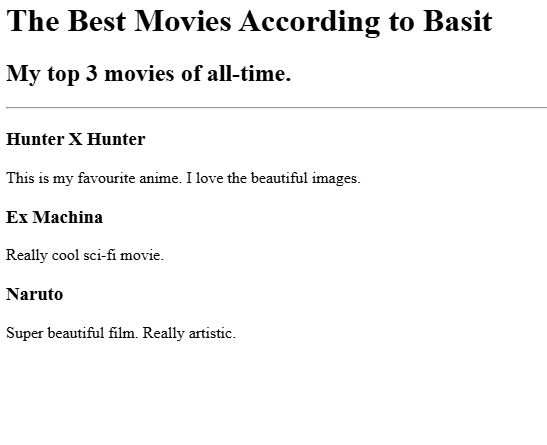 The Best Movies According to Basit
My top 3 movies of all-time.
Hunter X Hunter
This is my favourite anime. I love the beautiful images.
Ex Machina
Really cool sci-fi movie.
Naruto
Super beautiful film. Really artistic.